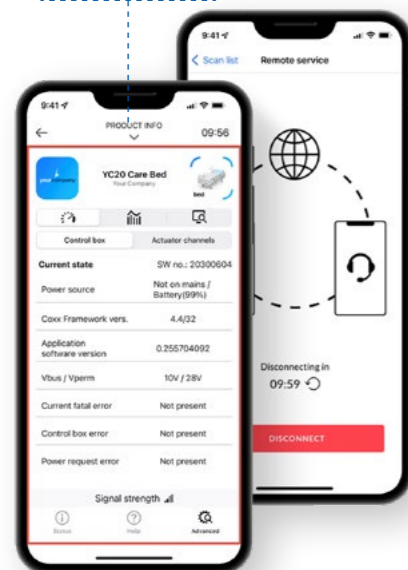 9:41
Scan list Remote service
Disconnecting in
09:59
DISCONNECT
9:41
PRODUCT INFO 09:56
your company YC20 Care Bed
Your Company
bed
Control box Actuator channels
Current state SW no.: 20300604
Power source Not on mains /
Battery(99%)
Coxx Framework vers. 4.4/32
Application
software version 0.255704092
Vbus / Vperm 10V / 28V
Current fatal error Not present
Control box error Not present
Power request error Not present
Signal strength
Status Help Advanced